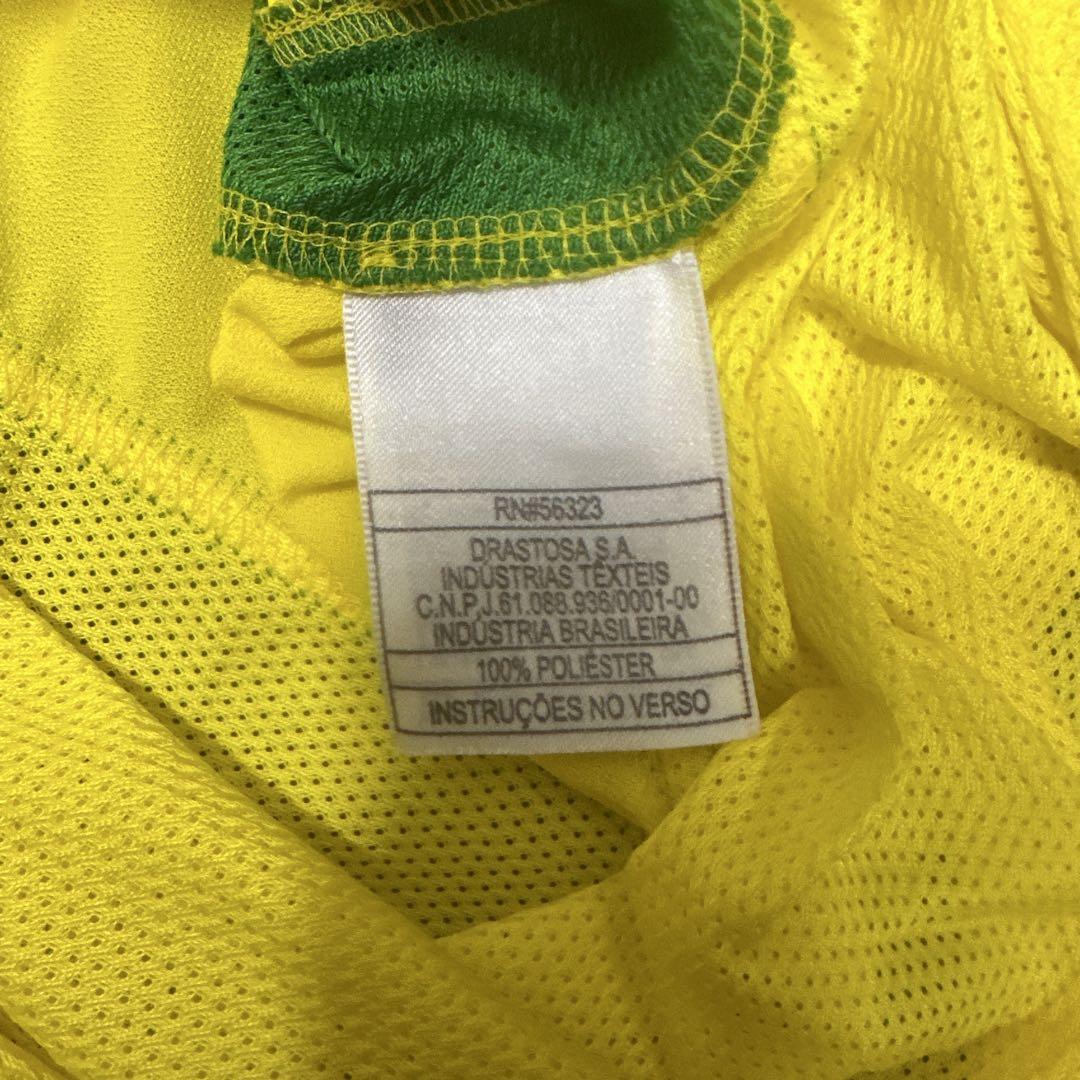 RN#56323
DRASTOSA S.A.
INDÚSTRIAS TÊXTEIS
C.N.P.J.61.088.936/0001-00
INDÚSTRIA BRASILEIRA
100% POLIÉSTER
INSTRUÇÕES NO VERSO